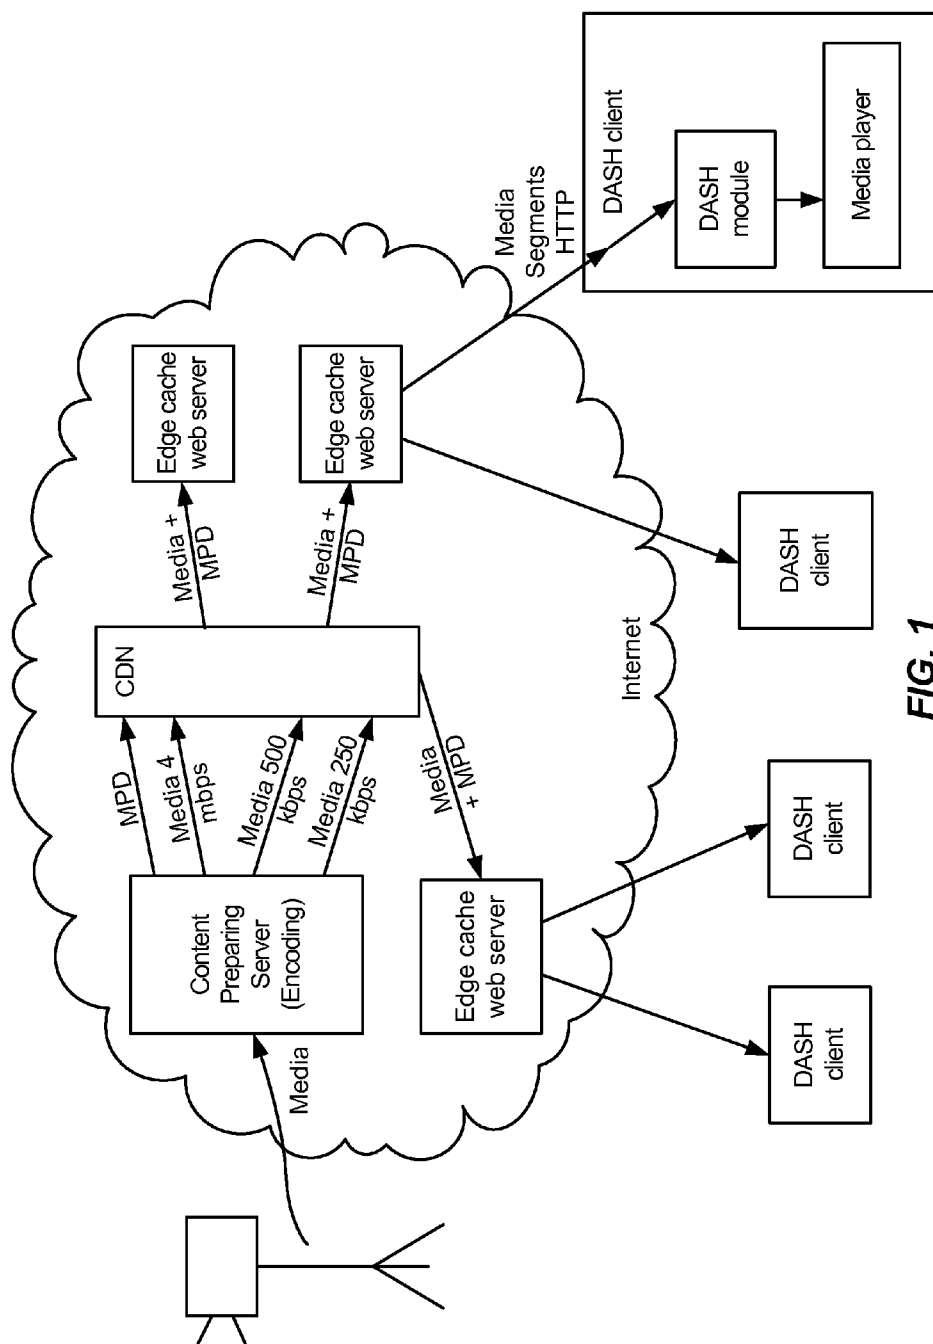 Media
Content
Preparing
Server
(Encoding)
MPD
Media 4
mbps
Media 500
kbps
Media 250
kbps
CDN
Media +
MPD
Media +
MPD
Media
+ MPD
Edge cache
web server
Edge cache
web server
Edge cache
web server
Internet
Media
Segments
HTTP
DASH client
DASH
module
Media player
DASH
client
DASH
client
DASH
client
FIG. 1